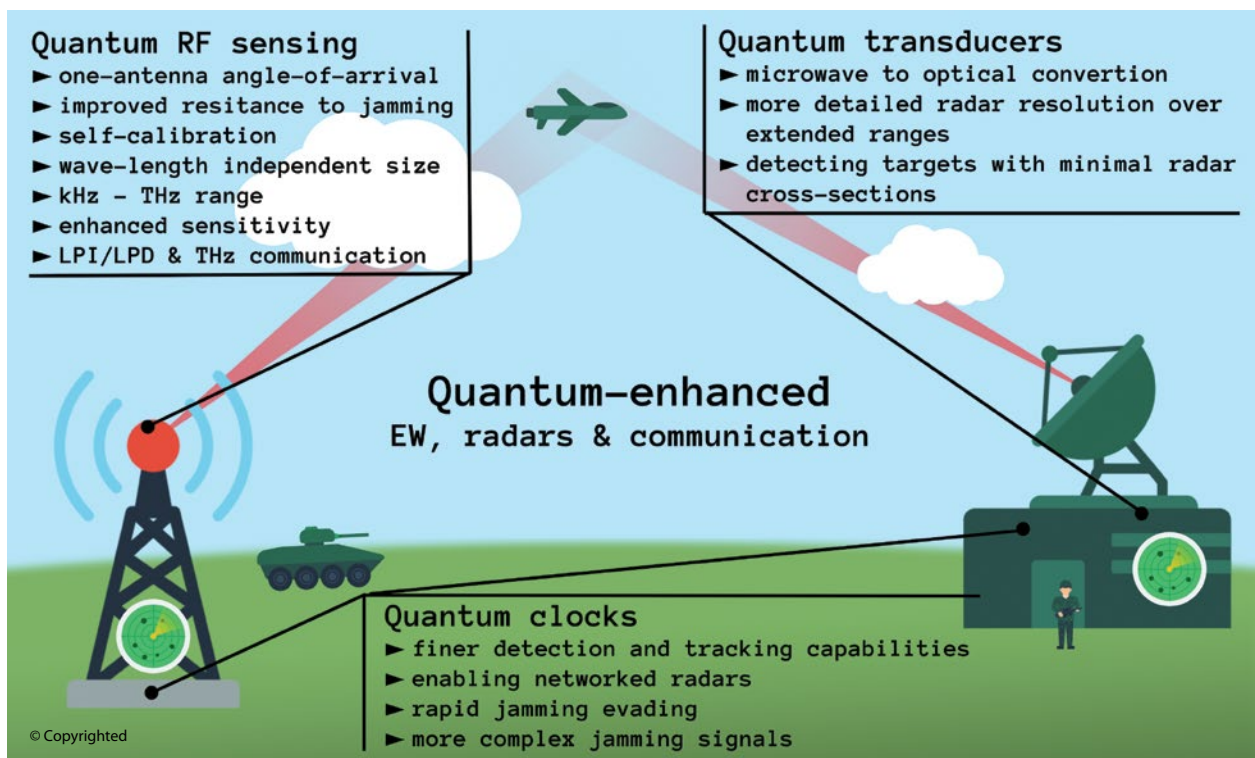 Quantum RF sensing
► one-antenna angle-of-arrival
► improved resitance to jamming
► self-calibration
► wave-length independent size
► kHz - THz range
► enhanced sensitivity
► LPI/LPD & THz communication
Quantum transducers
► microwave to optical convertion
► more detailed radar resolution over
extended ranges
► detecting targets with minimal radar
cross-sections
Quantum-enhanced
EW, radars & communication
Quantum clocks
► finer detection and tracking capabilities
► enabling networked radars
► rapid jamming evading
► more complex jamming signals
© Copyrighted